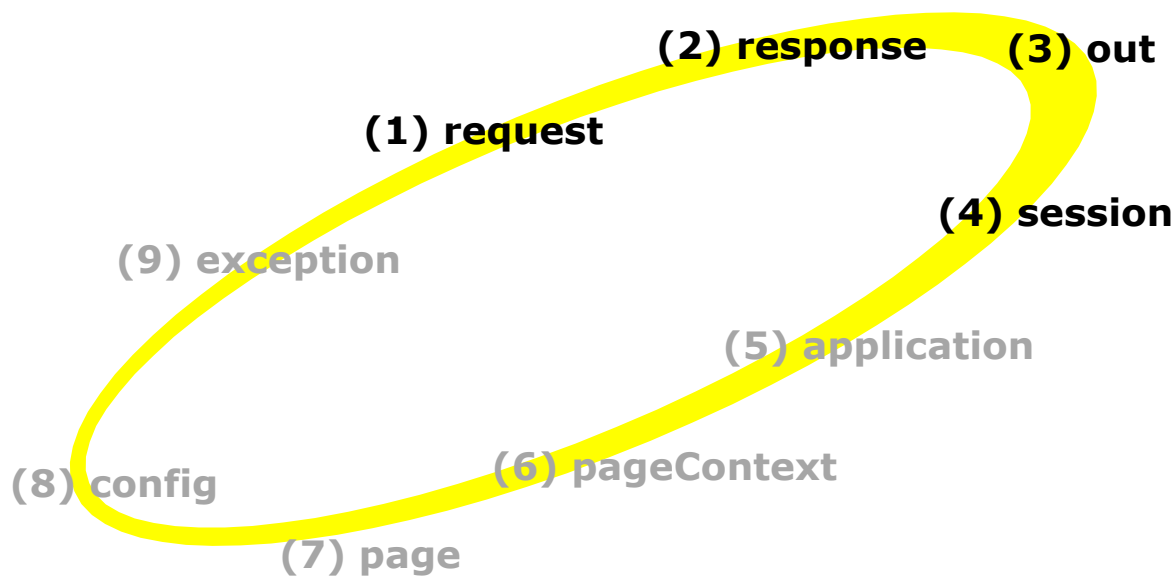 (1) request
(2) response
(3) out
(4) session
(5) application
(6) pageContext
(7) page
(8) config
(9) exception